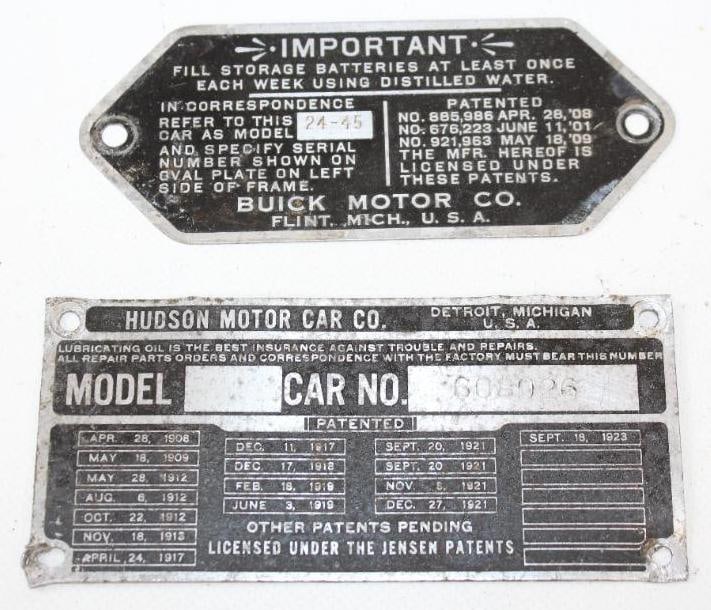 IMPORTANT
FILL STORAGE BATTERIES AT LEAST ONCE
EACH WEEK USING DISTILLED WATER.
IN CORRESPONDENCE
REFER TO THIS
CAR AS MODEL 24-45
AND SPECIFY SERIAL
NUMBER SHOWN ON
OVAL PLATE ON LEFT
SIDE OF FRAME.
PATENTED
NO. 885,986 APR. 28, '08
NO. 676,223 JUNE 11, '01
NO. 921,963 MAY 18, '09
THE MFR. HEREOF IS
LICENSED UNDER
THESE PATENTS.
BUICK MOTOR CO.
FLINT, MICH., U. S. A.
HUDSON MOTOR CAR CO.
DETROIT, MICHIGAN
U. S. A.
LUBRICATING OIL IS THE BEST INSURANCE AGAINST TROUBLE AND REPAIRS.
ALL REPAIR PARTS ORDERS AND CORRESPONDENCE WITH THE FACTORY MUST BEAR THIS NUMBER
MODEL CAR NO.
PATENTED
APR. 28, 1908
MAY 18, 1909
MAY 28, 1912
AUG. 6, 1912
OCT. 22, 1912
NOV. 18, 1913
APRIL, 24, 1917
DEC. 11, 1917
DEC. 17, 1918
FEB. 18, 1919
JUNE 3, 1919
SEPT. 20, 1921
SEPT. 20 1921
NOV. 8, 1921
DEC. 27, 1921
SEPT. 18, 1923
OTHER PATENTS PENDING
LICENSED UNDER THE JENSEN PATENTS